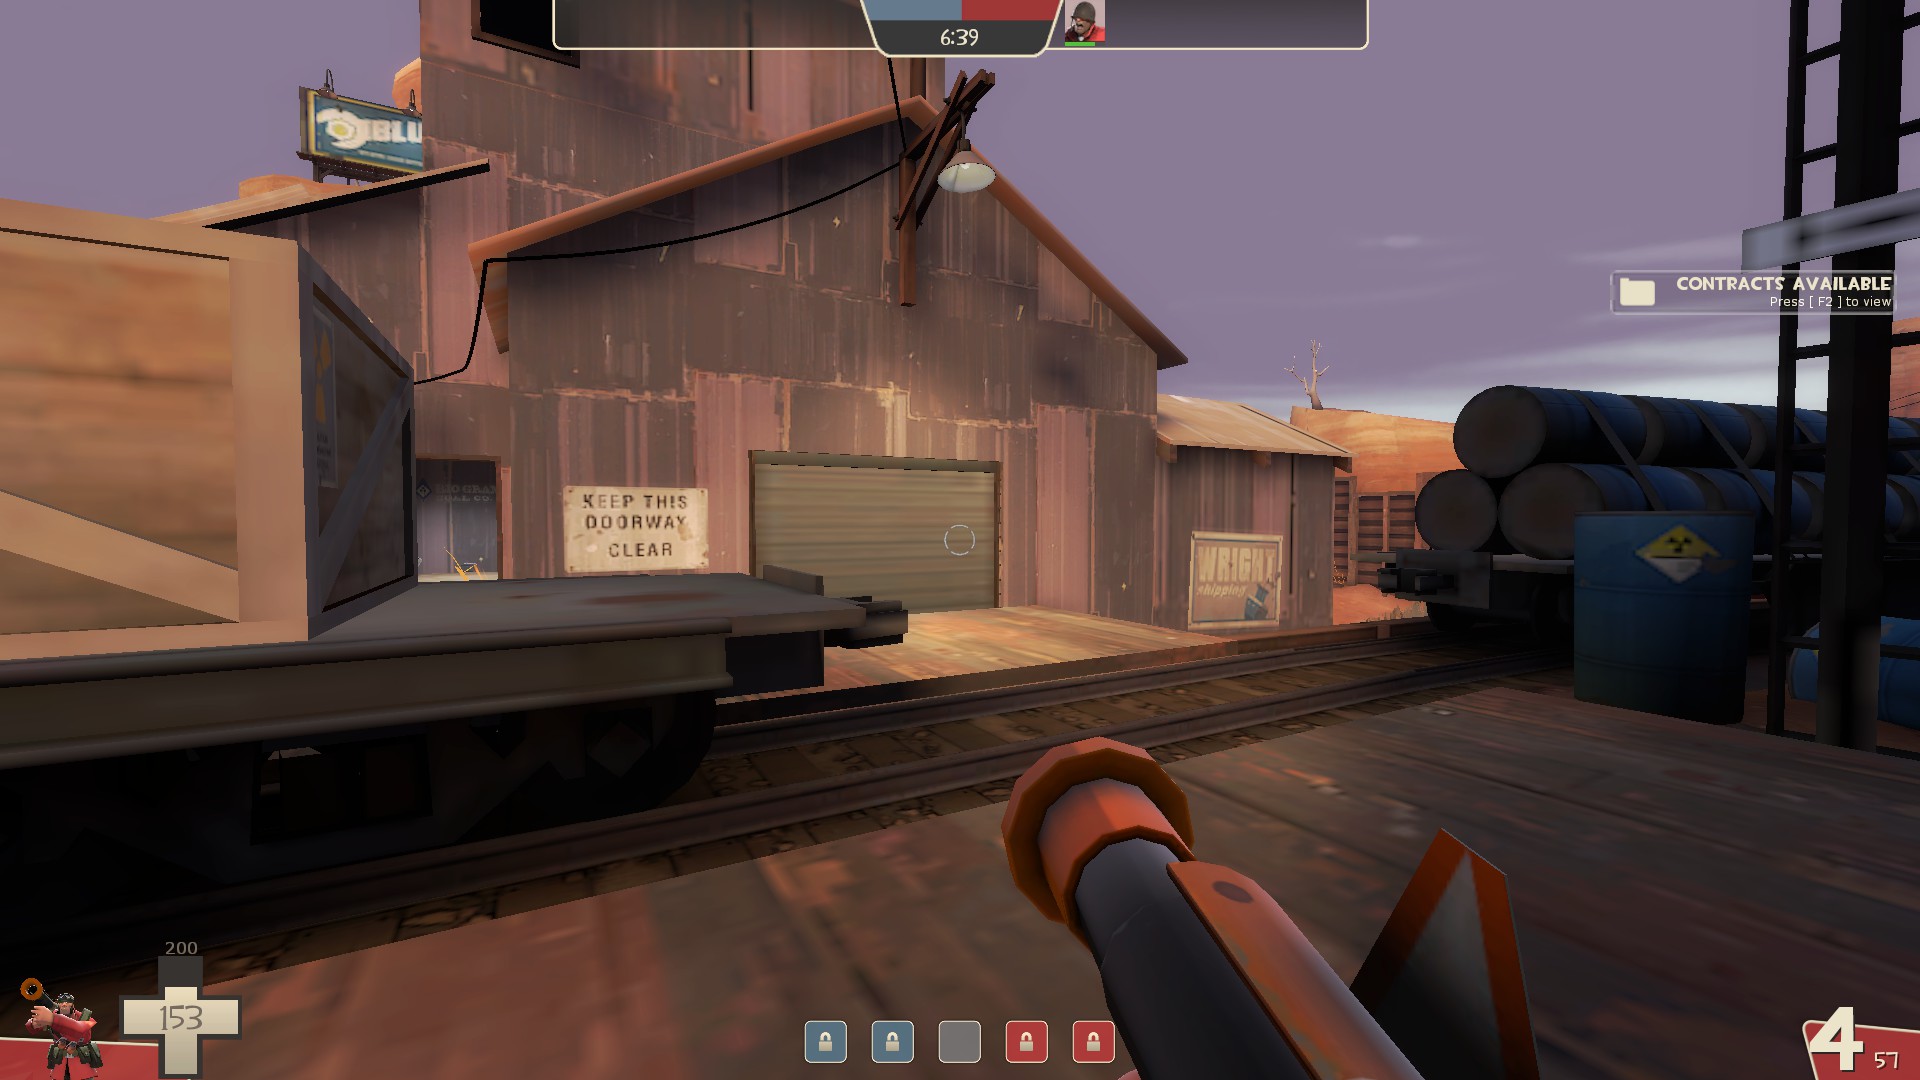 6:39
BLU
CONTRACTS AVAILABLE
Press [ F2 ] to view
KEEP THIS
DOORWAY
CLEAR
WRIGHT
shipping
200
153
4
57